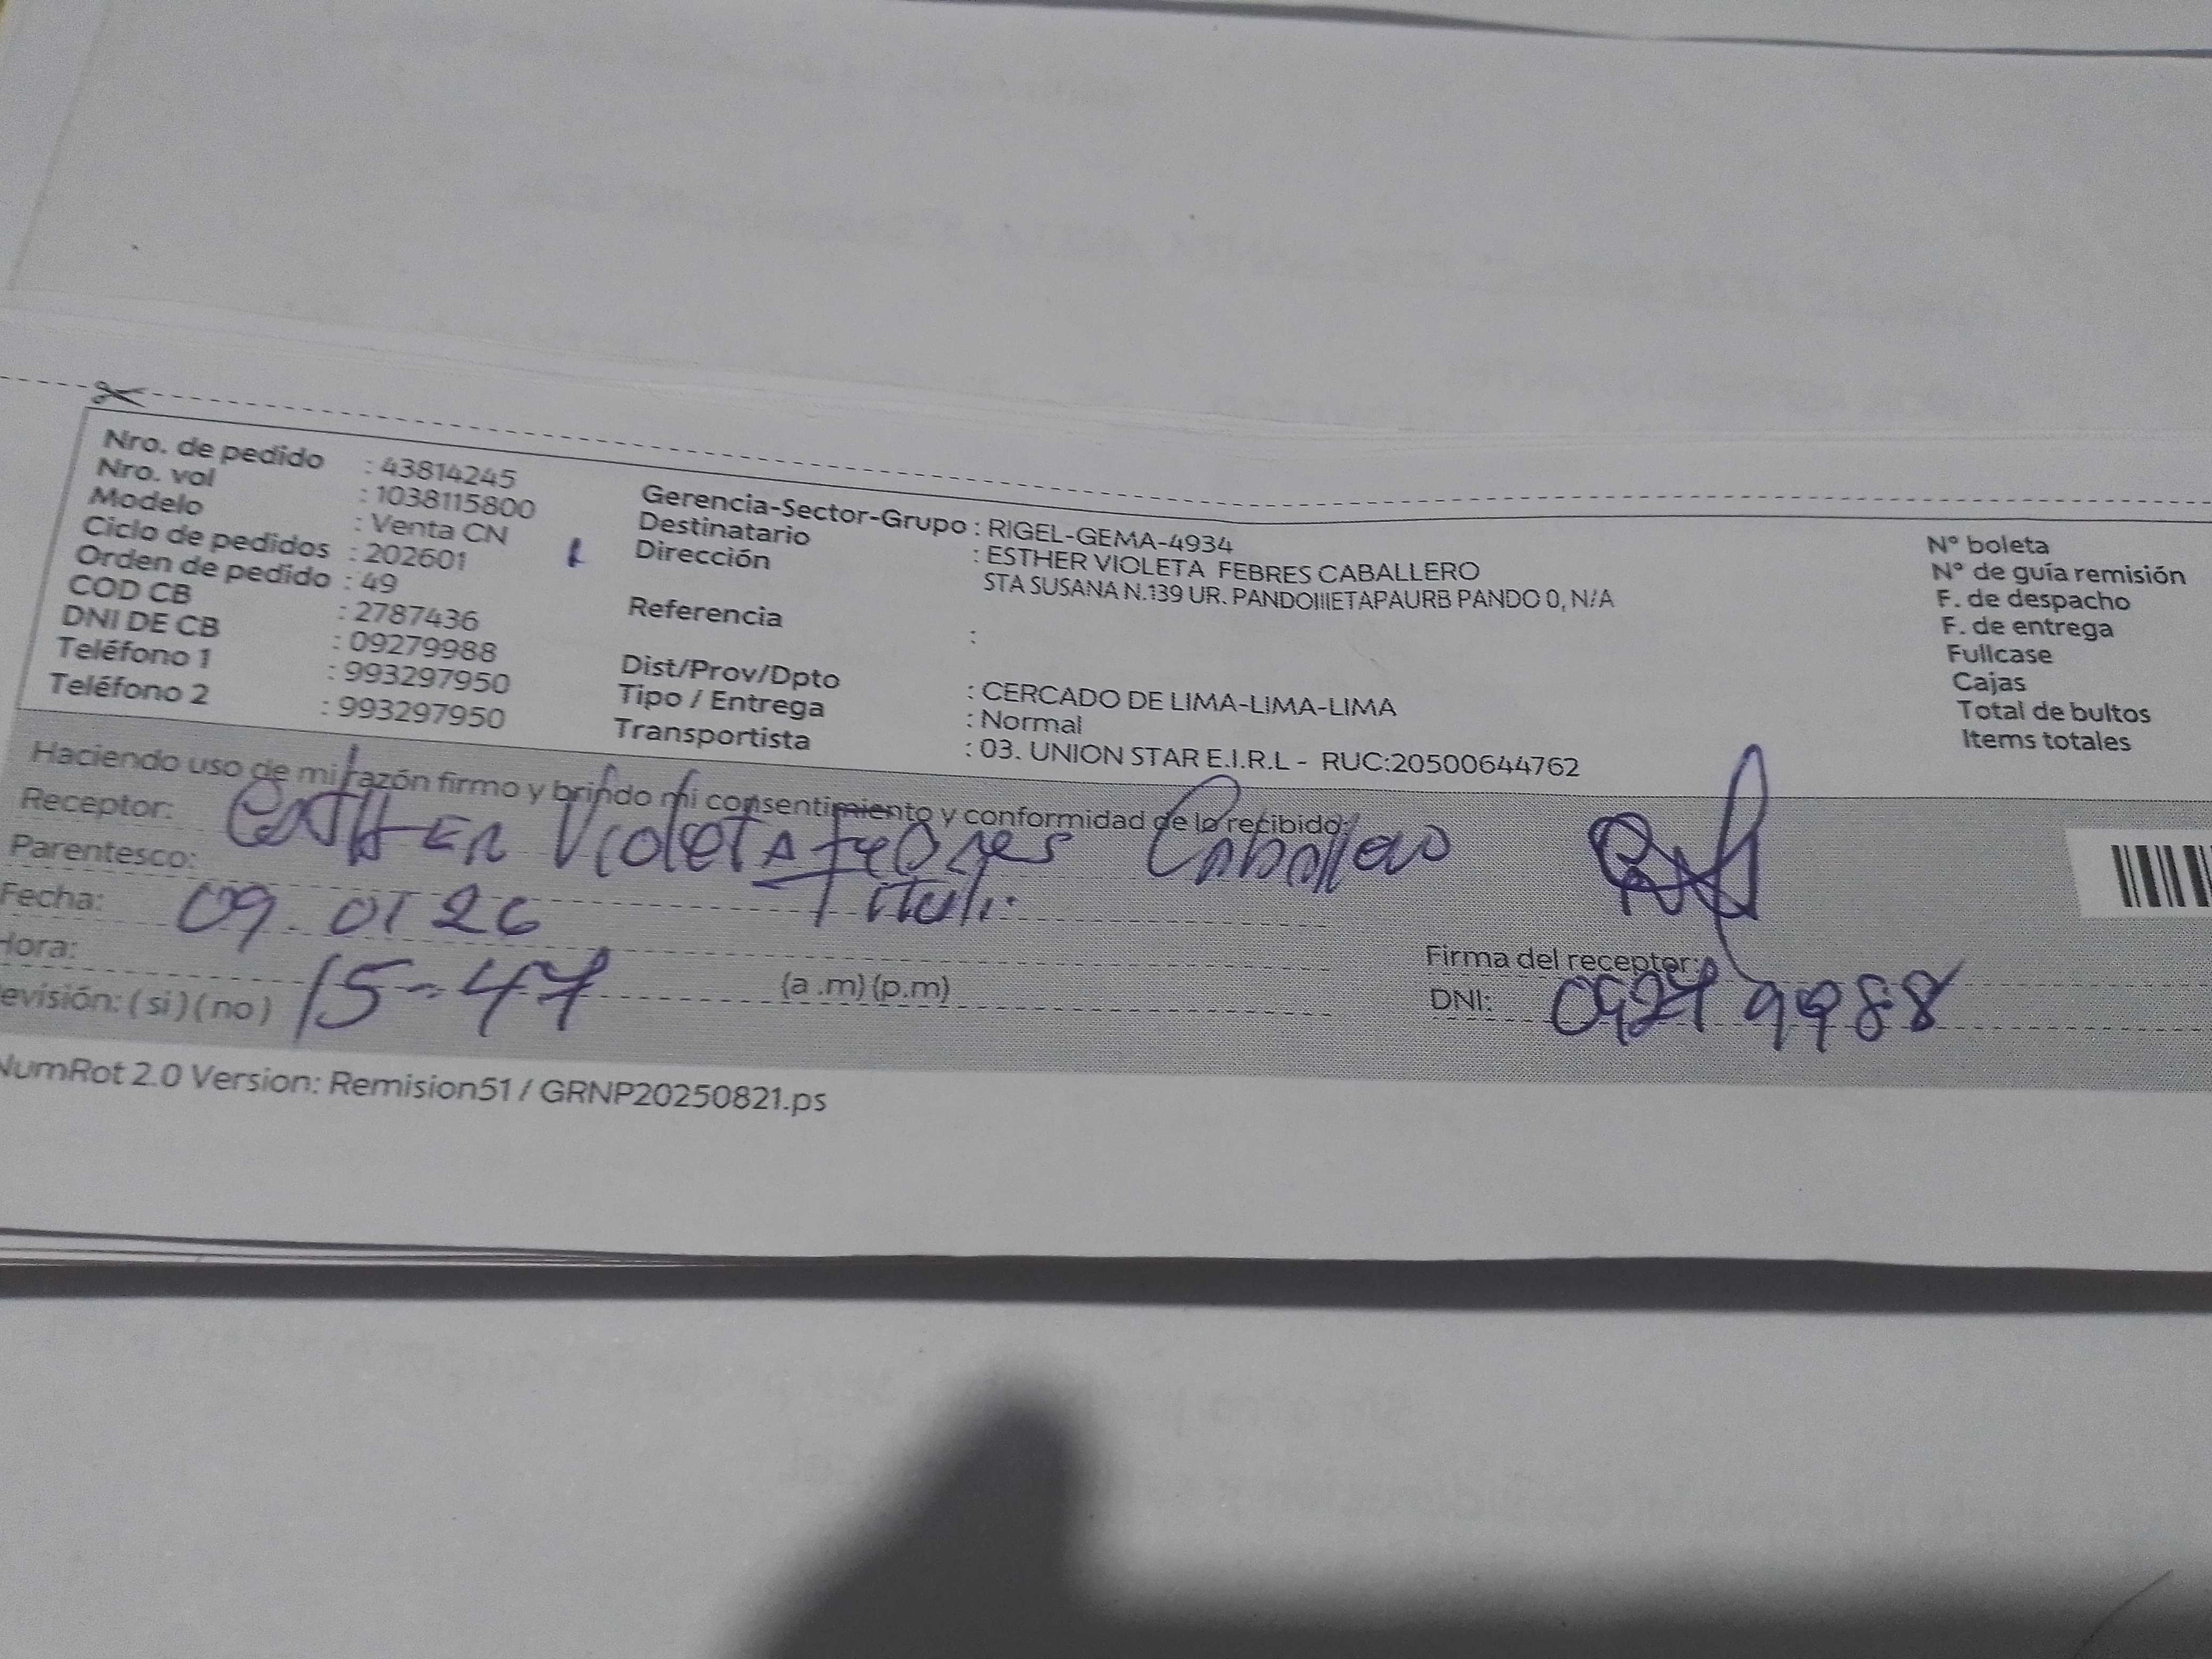 Nro. de pedido : 43814245
Nro. vol : 1038115800
Modelo : Venta CN
Ciclo de pedidos : 202601
Orden de pedido : 49
COD CB : 2787436
DNI DE CB : 09279988
Teléfono 1 : 993297950
Teléfono 2 : 993297950
Gerencia-Sector-Grupo : RIGEL-GEMA-4934
Destinatario : ESTHER VIOLETA FEBRES CABALLERO
Dirección STA SUSANA N.139 UR. PANDOIIIETAPAURB PANDO 0, N/A
Referencia :
Dist/Prov/Dpto : CERCADO DE LIMA-LIMA-LIMA
Tipo / Entrega : Normal
Transportista : 03. UNION STAR E.I.R.L - RUC:20500644762
N° boleta
N° de guía remisión
F. de despacho
F. de entrega
Fullcase
Cajas
Total de bultos
Items totales
Haciendo uso de mi razón firmo y brindo mi consentimiento y conformidad de lo recibido
Receptor: EsTHER VioleTA Febres Caballero
Parentesco:
Fecha: 09.01 26
Hora: 15-47 (a .m) (p.m)
evisión: ( si ) ( no )
Firma del receptor:
DNI: 09279988
NumRot 2.0 Version: Remision51 / GRNP20250821.ps